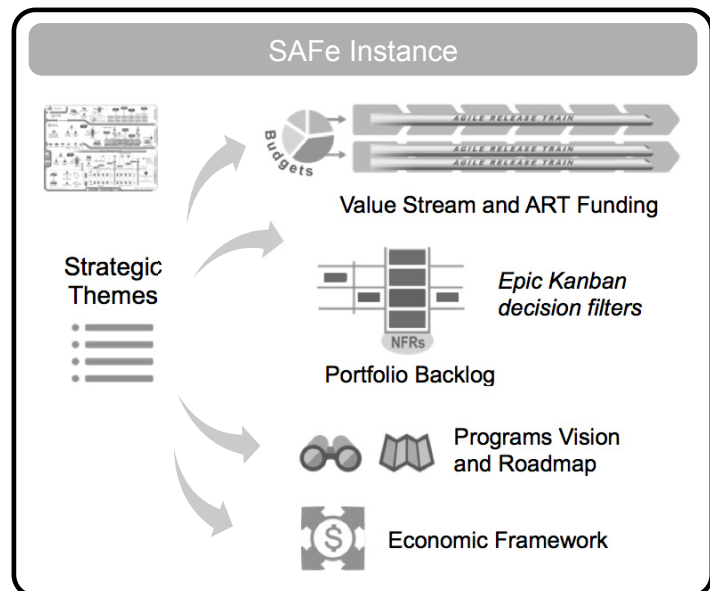 SAFe Instance
Budgets
AGILE RELEASE TRAIN
AGILE RELEASE TRAIN
AGILE RELEASE TRAIN
Value Stream and ART Funding
Strategic
Themes
Epic Kanban
decision filters
NFRs
Portfolio Backlog
Programs Vision
and Roadmap
$
Economic Framework